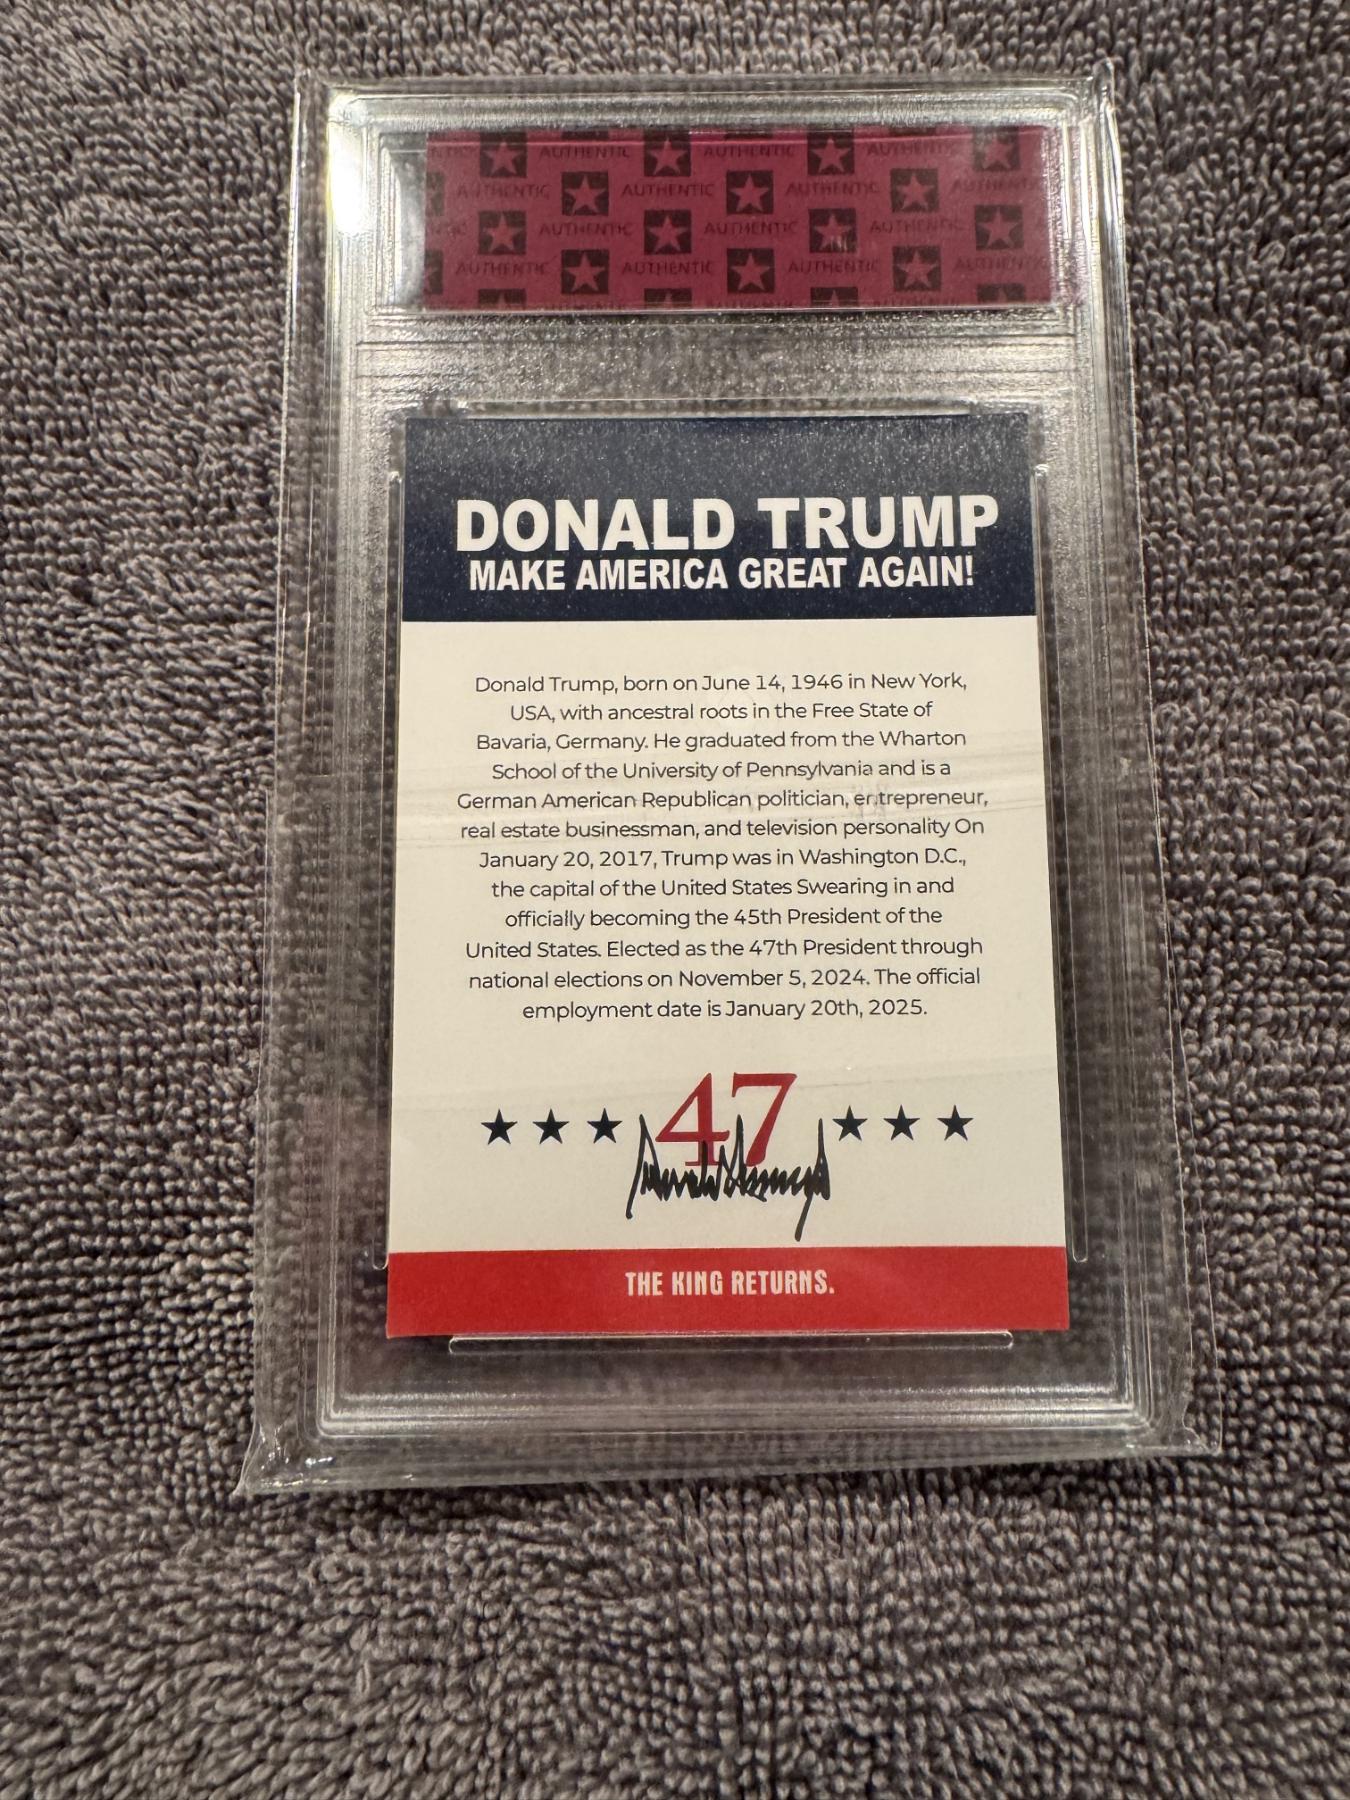 AUTHENTIC AUTHENTIC AUTHENTIC
AUTHENTIC AUTHENTIC AUTHENTIC AUTHENTIC
AUTHENTIC AUTHENTIC AUTHENTIC
AUTHENTIC AUTHENTIC AUTHENTIC AUTHENTIC
DONALD TRUMP
MAKE AMERICA GREAT AGAIN!
Donald Trump, born on June 14, 1946 in New York,
USA, with ancestral roots in the Free State of
Bavaria, Germany. He graduated from the Wharton
School of the University of Pennsylvania and is a
German American Republican politician, entrepreneur,
real estate businessman, and television personality On
January 20, 2017, Trump was in Washington D.C.,
the capital of the United States Swearing in and
officially becoming the 45th President of the
United States. Elected as the 47th President through
national elections on November 5, 2024. The official
employment date is January 20th, 2025.
47
Donald Trump
THE KING RETURNS.